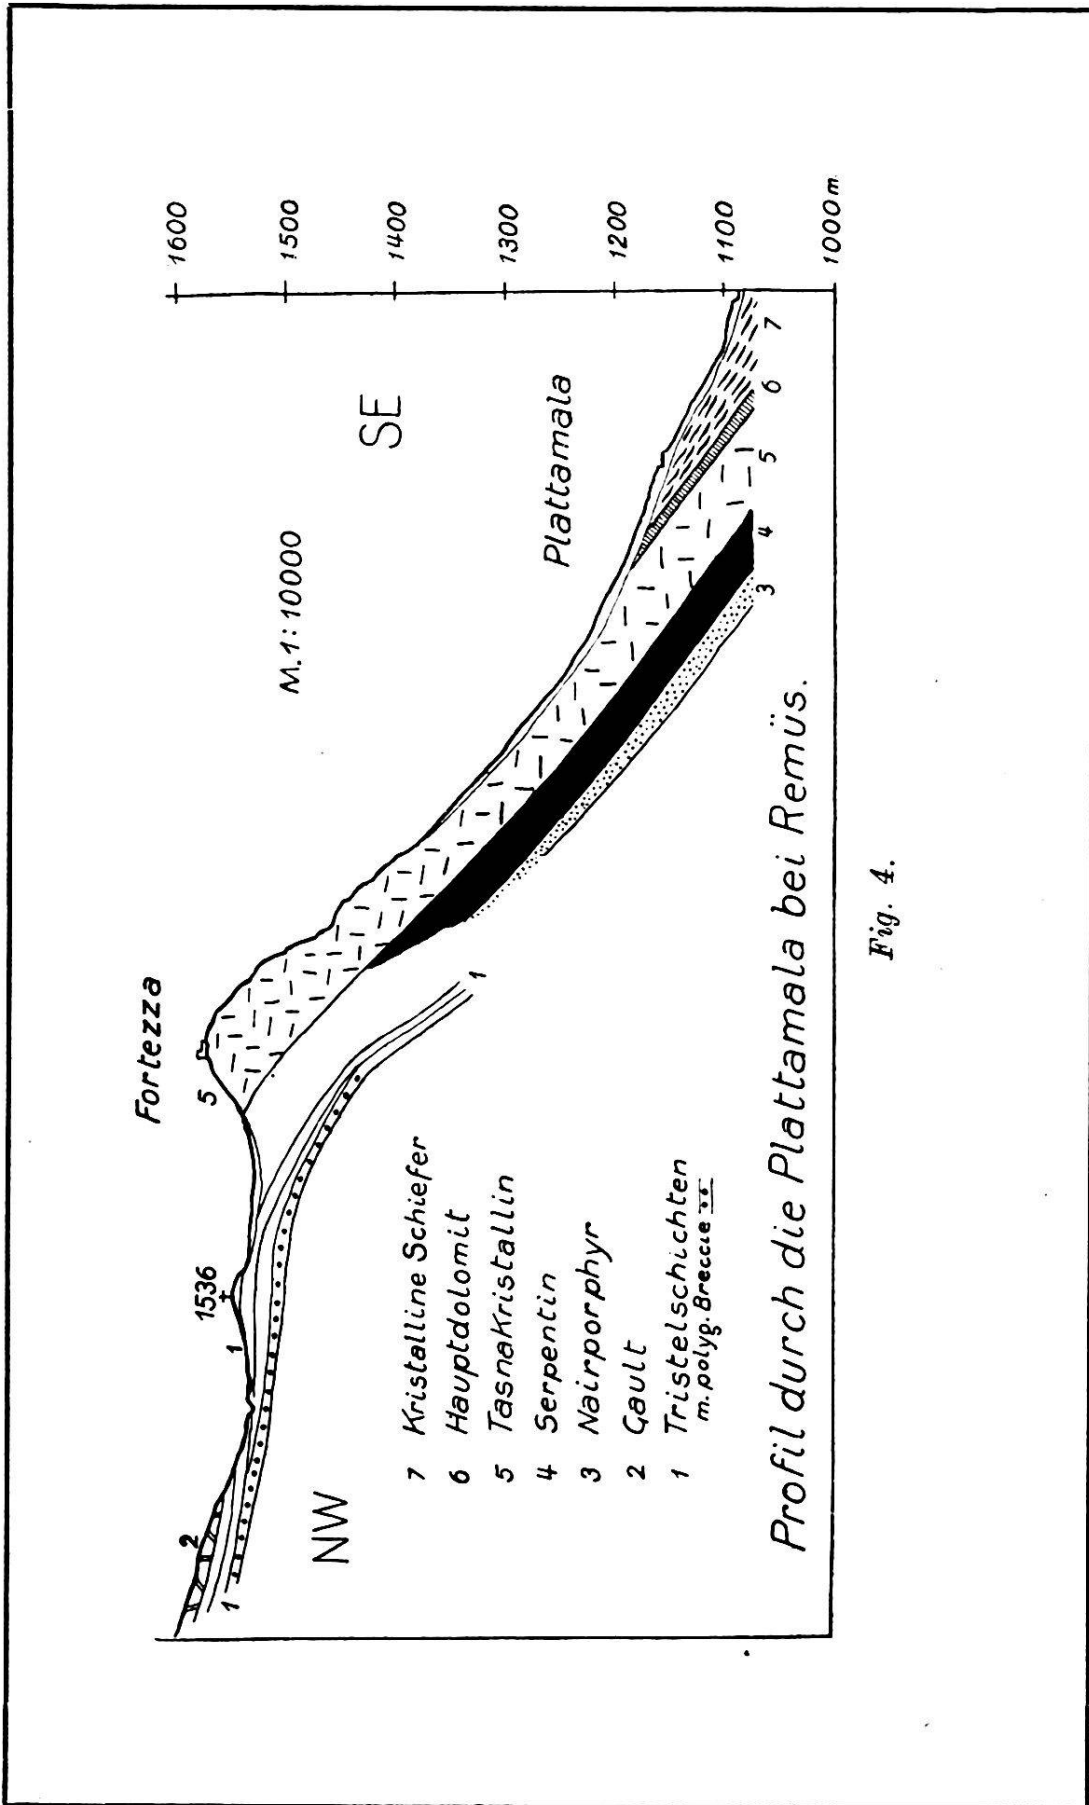 Fortezza
5
1536
1
2
1
NW
M.1:10000
SE
Plattamala
1600
1500
1400
1300
1200
1100
1000m
1
3
4
5
6
7
7 Kristalline Schiefer
6 Hauptdolomit
5 Tasnakristallin
4 Serpentin
3 Nairporphyr
2 Gault
1 Tristelschichten
m. polyg. Breccie
Profil durch die Plattamala bei Remüs.
Fig. 4.